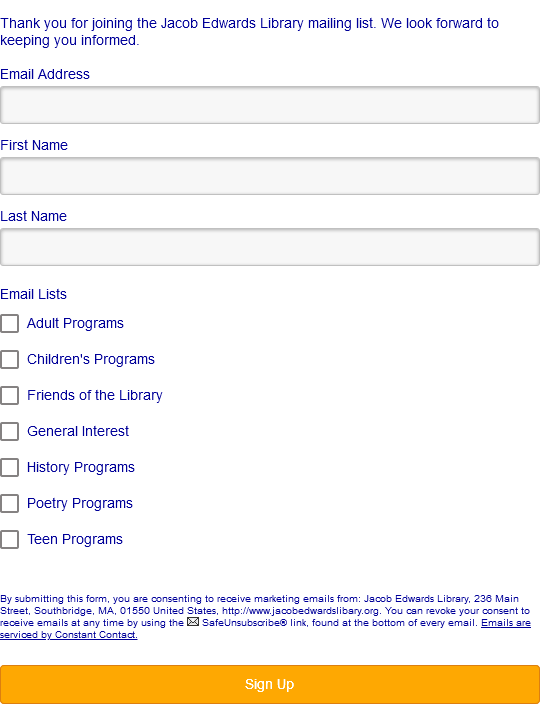 Thank you for joining the Jacob Edwards Library mailing list. We look forward to
keeping you informed.
Email Address
First Name
Last Name
Email Lists
Adult Programs
Children's Programs
Friends of the Library
General Interest
History Programs
Poetry Programs
Teen Programs
By submitting this form, you are consenting to receive marketing emails from: Jacob Edwards Library, 236 Main
Street, Southbridge, MA, 01550 United States, http://www.jacobedwardslibary.org. You can revoke your consent to
receive emails at any time by using the SafeUnsubscribe® link, found at the bottom of every email. Emails are
serviced by Constant Contact.
Sign Up